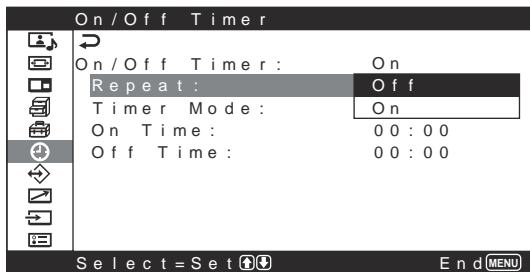 On/Off Timer
On/Off Timer: On
Repeat: Off
Timer Mode: On
On Time: 00:00
Off Time: 00:00
Select=Set End MENU